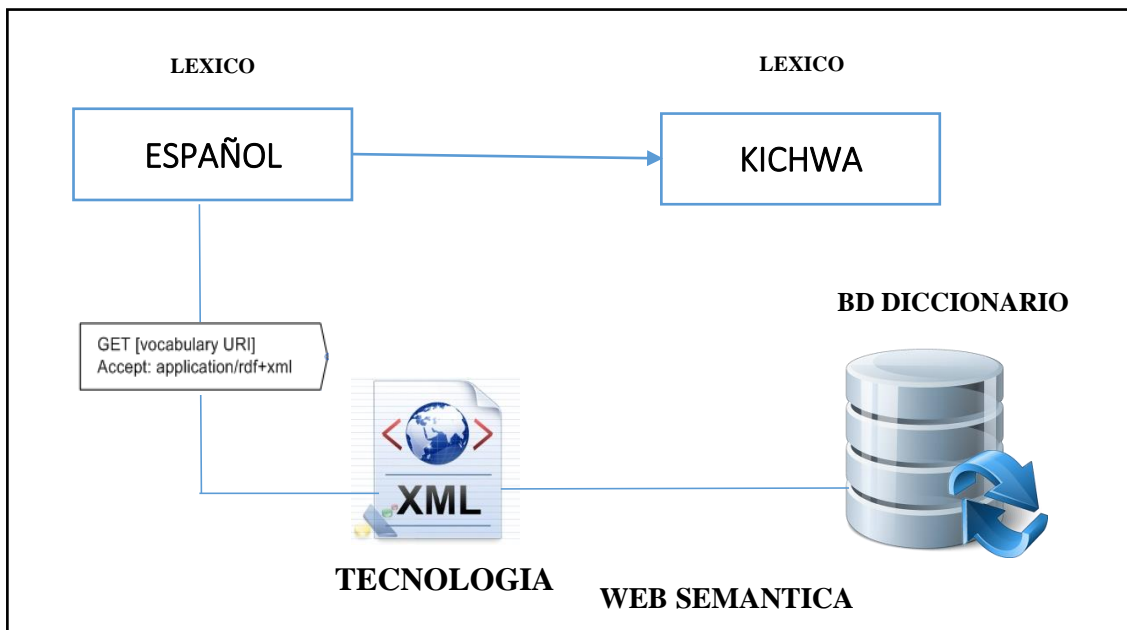 LEXICO
LEXICO
ESPAÑOL
KICHWA
BD DICCIONARIO
GET [vocabulary URI]
Accept: application/rdf+xml
< >
XML
TECNOLOGIA
WEB SEMANTICA